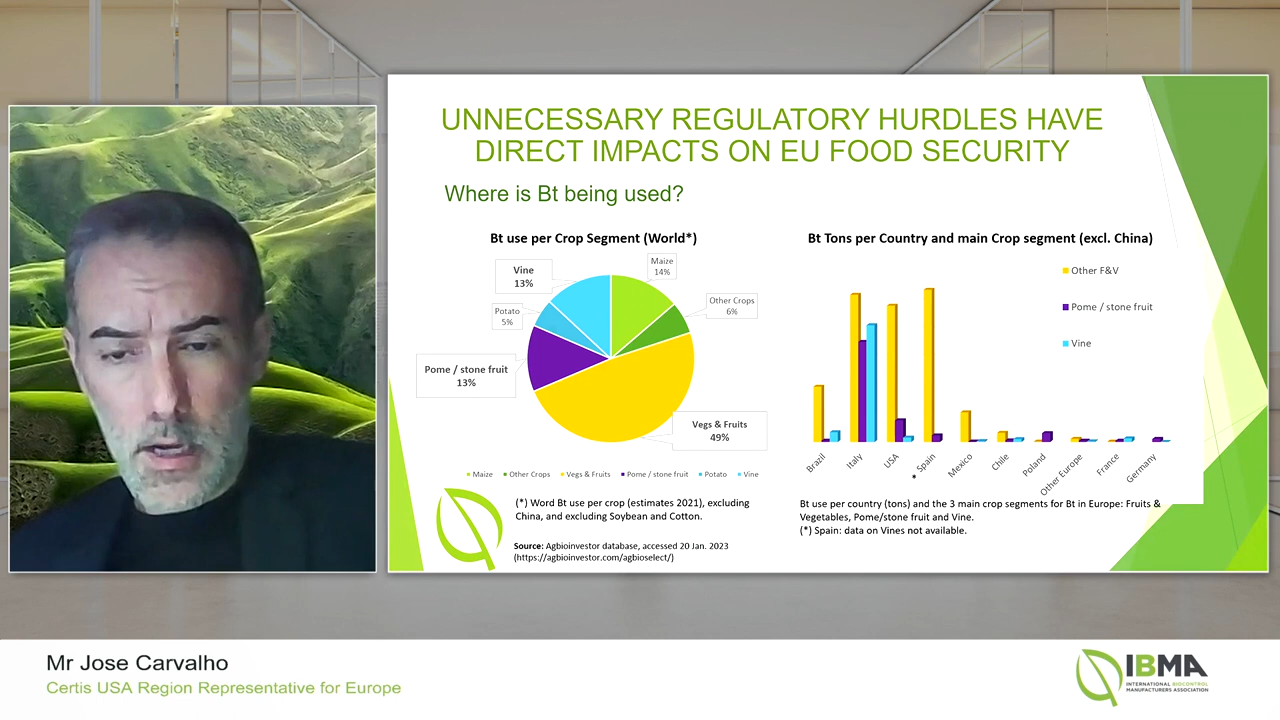 UNNECESSARY REGULATORY HURDLES HAVE
DIRECT IMPACTS ON EU FOOD SECURITY
Where is Bt being used?
Bt use per Crop Segment (World*)
Maize
14%
Other Crops
6%
Vegs & Fruits
49%
Pome / stone fruit
13%
Potato
5%
Vine
13%
Maize
Other Crops
Vegs & Fruits
Pome / stone fruit
Potato
Vine
(*) Word Bt use per crop (estimates 2021), excluding
China, and excluding Soybean and Cotton.
Source: Agbioinvestor database, accessed 20 Jan. 2023
(https://agbioinvestor.com/agbioselect/)
Bt Tons per Country and main Crop segment (excl. China)
Other F&V
Pome / stone fruit
Vine
Brazil
Italy
USA
Spain
*
Mexico
Chile
Poland
Other Europe
France
Germany
Bt use per country (tons) and the 3 main crop segments for Bt in Europe: Fruits &
Vegetables, Pome/stone fruit and Vine.
(*) Spain: data on Vines not available.
Mr Jose Carvalho
Certis USA Region Representative for Europe
IBMA
INTERNATIONAL BIOCONTROL
MANUFACTURERS ASSOCIATION